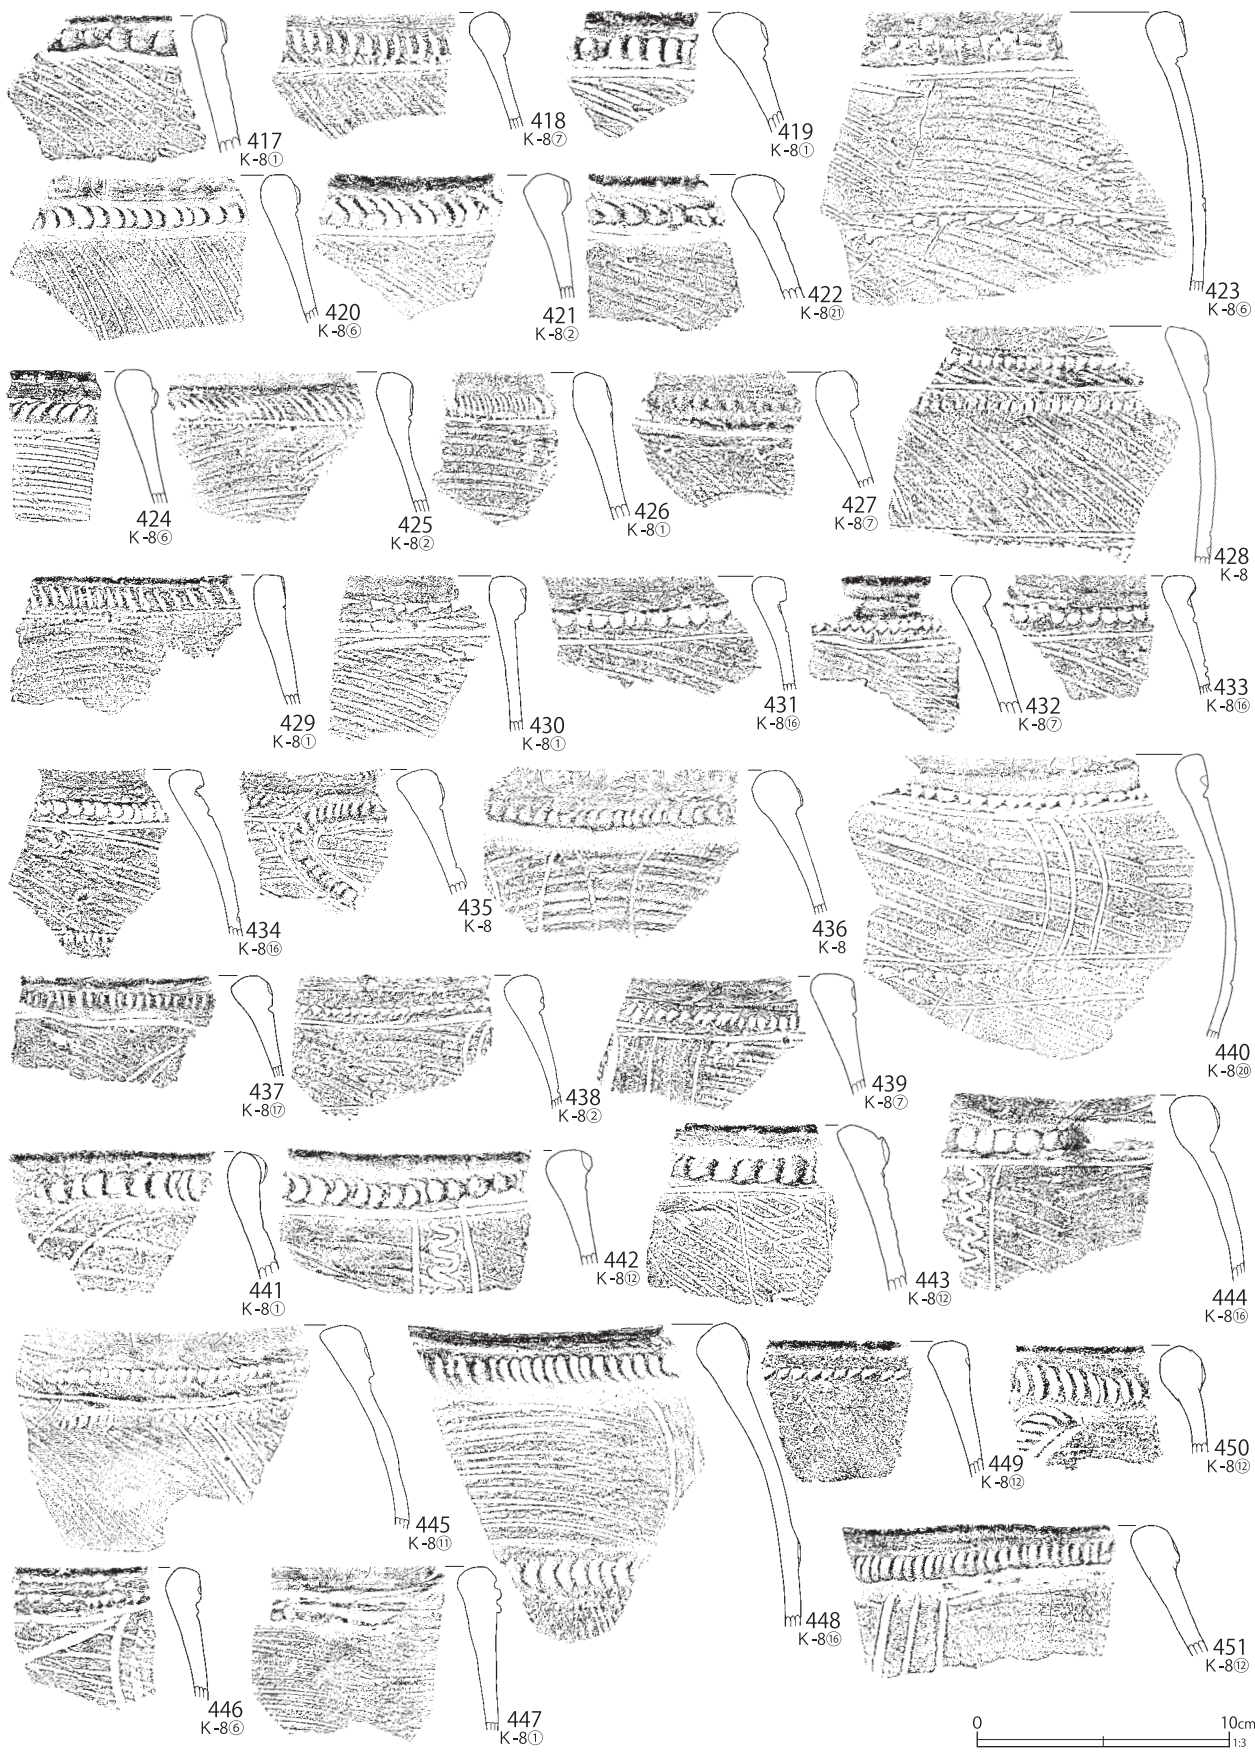 417
K-8①
418
K-8⑦
419
K-8①
420
K-8⑥
421
K-8②
422
K-8㉑
423
K-8⑥
424
K-8⑥
425
K-8②
426
K-8①
427
K-8⑦
428
K-8
429
K-8①
430
K-8①
431
K-8⑯
432
K-8⑦
433
K-8⑯
434
K-8⑯
435
K-8
436
K-8
437
K-8⑰
438
K-8②
439
K-8⑦
440
K-8⑳
441
K-8①
442
K-8⑫
443
K-8⑫
444
K-8⑯
445
K-8⑪
446
K-8⑥
447
K-8①
448
K-8⑯
449
K-8⑫
450
K-8⑫
451
K-8⑫
0 10cm
1:3